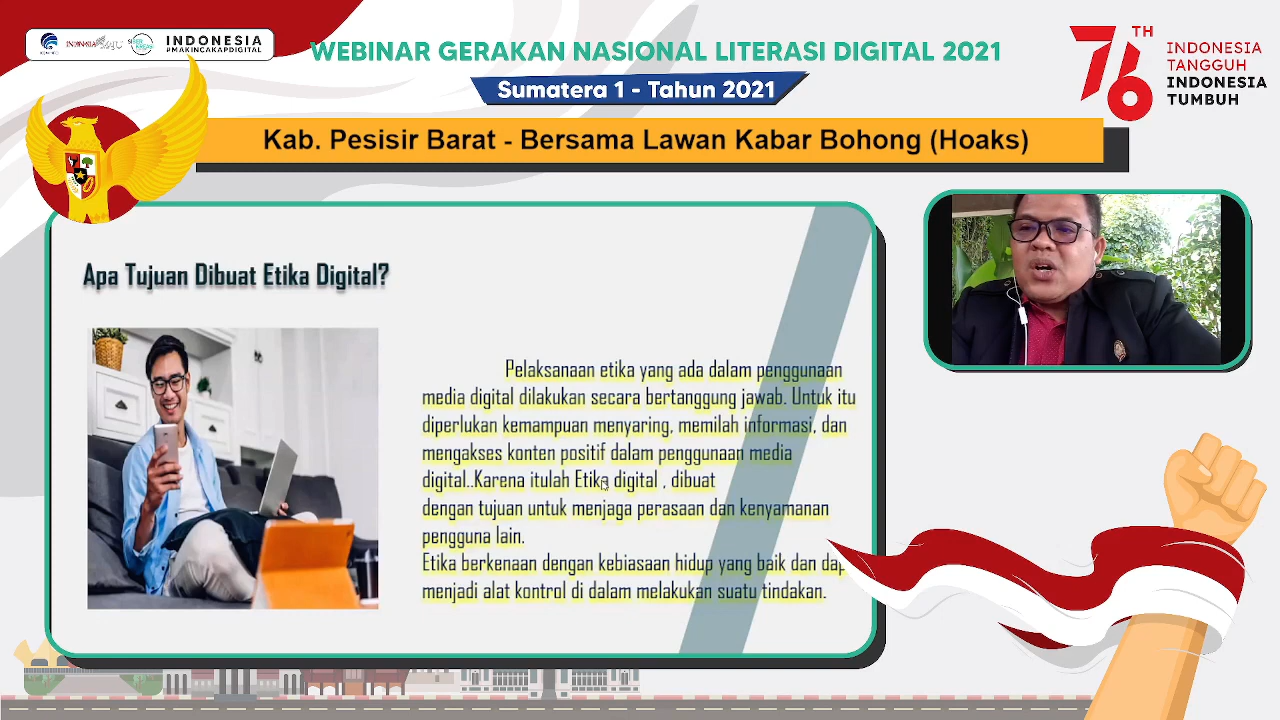 INDONESIA
#MAKINCAKAPDIGITAL
WEBINAR GERAKAN NASIONAL LITERASI DIGITAL 2021
Sumatera 1 - Tahun 2021
Kab. Pesisir Barat - Bersama Lawan Kabar Bohong (Hoaks)
76 TH
INDONESIA
TANGGUH
INDONESIA
TUMBUH
Apa Tujuan Dibuat Etika Digital?
Pelaksanaan etika yang ada dalam penggunaan
media digital dilakukan secara bertanggung jawab. Untuk itu
diperlukan kemampuan menyaring, memilah informasi, dan
mengakses konten positif dalam penggunaan media
digital..Karena itulah Etika digital , dibuat
dengan tujuan untuk menjaga perasaan dan kenyamanan
pengguna lain.
Etika berkenaan dengan kebiasaan hidup yang baik dan
menjadi alat kontrol di dalam melakukan suatu tindakan.